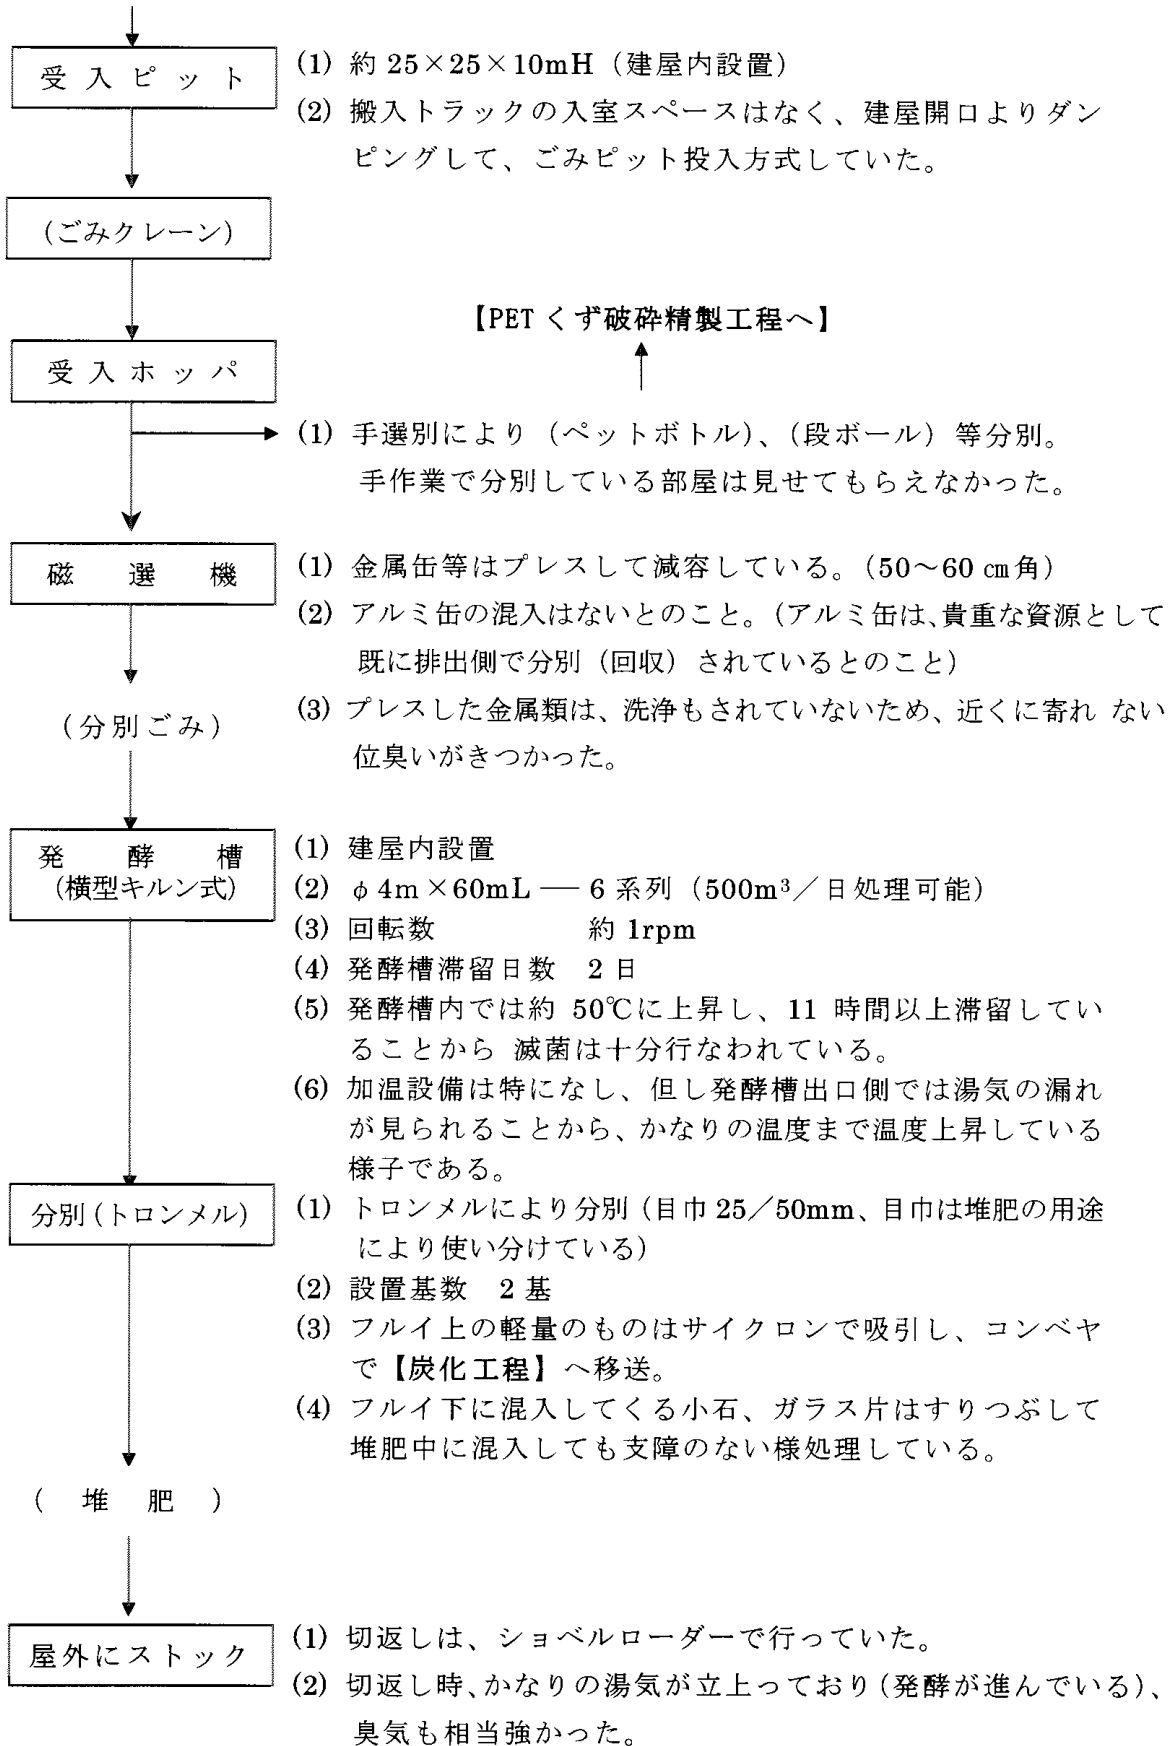 受入ピット
(1) 約 25×25×10mH（建屋内設置）
(2) 搬入トラックの入室スペースはなく、建屋開口よりダン
ピングして、ごみピット投入方式していた。
（ごみクレーン）
【PET くず破砕精製工程へ】
受入ホッパ
(1) 手選別により（ペットボトル）、（段ボール）等分別。
手作業で分別している部屋は見せてもらえなかった。
磁選機
(1) 金属缶等はプレスして減容している。（50～60 ㎝角）
(2) アルミ缶の混入はないとのこと。（アルミ缶は、貴重な資源として
既に排出側で分別（回収）されているとのこと）
（分別ごみ）
(3) プレスした金属類は、洗浄もされていないため、近くに寄れ ない
位臭いがきつかった。
発酵槽
（横型キルン式）
(1) 建屋内設置
(2) φ4m×60mL ― 6 系列（500m³／日処理可能）
(3) 回転数　約 1rpm
(4) 発酵槽滞留日数　2 日
(5) 発酵槽内では約 50℃に上昇し、11 時間以上滞留してい
ることから 滅菌は十分行なわれている。
(6) 加温設備は特になし、但し発酵槽出口側では湯気の漏れ
が見られることから、かなりの温度まで温度上昇している
様子である。
分別（トロンメル）
(1) トロンメルにより分別（目巾 25／50mm、目巾は堆肥の用途
により使い分けている）
(2) 設置基数　2 基
(3) フルイ上の軽量のものはサイクロンで吸引し、コンベヤ
で【炭化工程】へ移送。
(4) フルイ下に混入してくる小石、ガラス片はすりつぶして
堆肥中に混入しても支障のない様処理している。
（堆肥）
屋外にストック
(1) 切返しは、ショベルローダーで行っていた。
(2) 切返し時、かなりの湯気が立上っており（発酵が進んでいる）、
臭気も相当強かった。